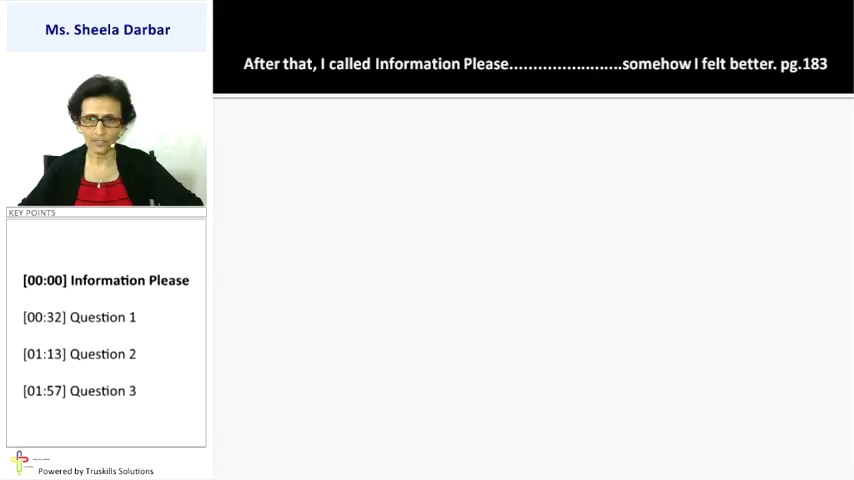 Ms. Sheela Darbar
After that, I called Information Please........................somehow I felt better. pg.183
KEY POINTS
[00:00] Information Please
[00:32] Question 1
[01:13] Question 2
[01:57] Question 3
Powered by Truskills Solutions